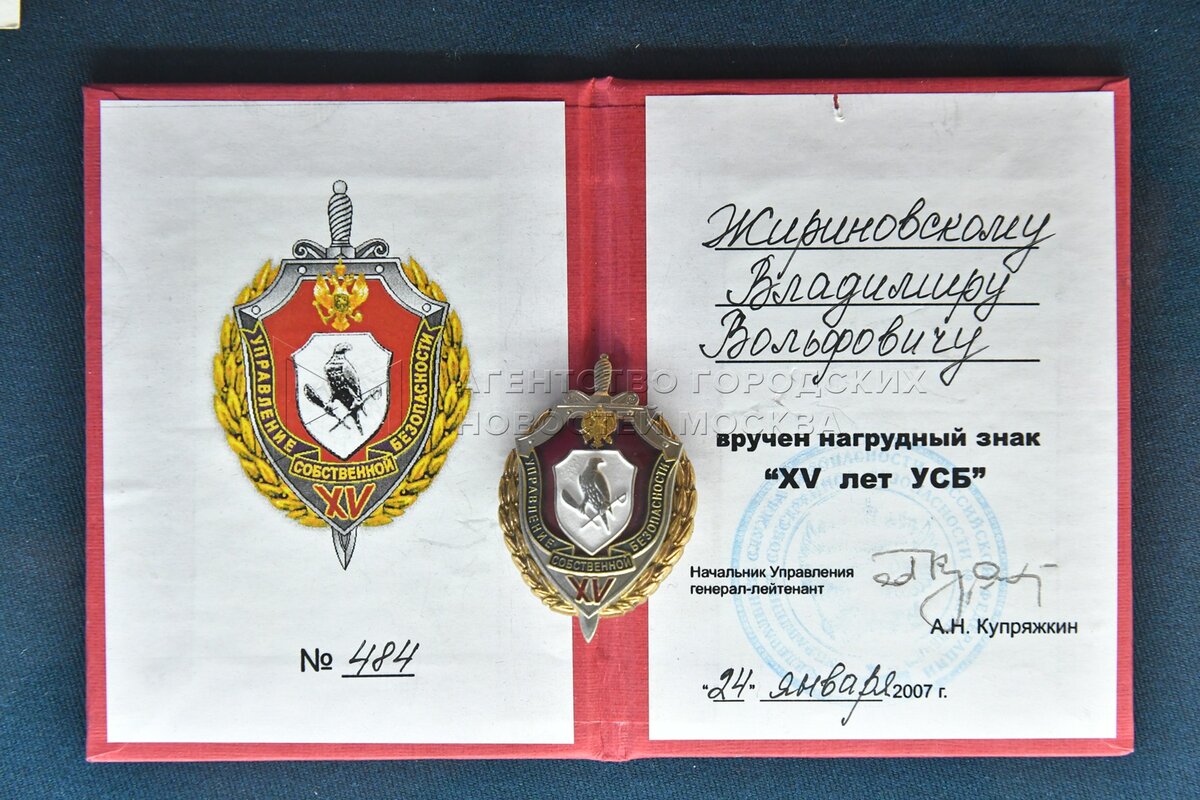 УПРАВЛЕНИЕ
СОБСТВЕННОЙ
БЕЗОПАСНОСТИ
XV
№ 484
УПРАВЛЕНИЕ
СОБСТВЕННОЙ
БЕЗОПАСНОСТИ
XV
Жириновскому
Владимиру
Вольфовичу
вручен нагрудный знак
“XV лет УСБ”
Начальник Управления
генерал-лейтенант
А.Н. Купряжкин
“24” января 2007 г.
АГЕНТСТВО ГОРОДСКИХ
НОВОСТЕЙ МОСКВА